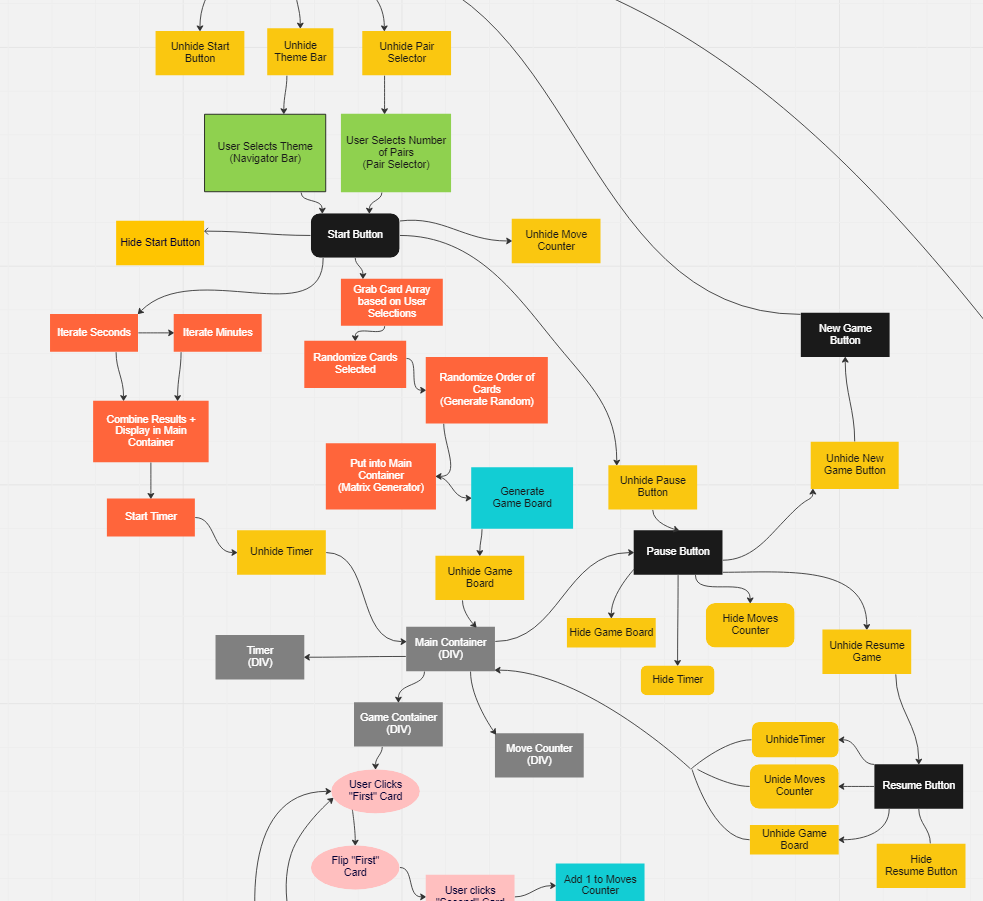 Unhide Start
Button
Unhide
Theme Bar
Unhide Pair
Selector
User Selects Theme
(Navigator Bar)
User Selects Number
of Pairs
(Pair Selector)
Hide Start Button
Start Button
Unhide Move
Counter
Grab Card Array
based on User
Selections
Iterate Seconds
Iterate Minutes
New Game
Button
Randomize Cards
Selected
Randomize Order of
Cards
(Generate Random)
Combine Results +
Display in Main
Container
Put into Main
Container
(Matrix Generator)
Generate
Game Board
Unhide Pause
Button
Unhide New
Game Button
Start Timer
Unhide Timer
Unhide Game
Board
Pause Button
Hide Game Board
Hide Moves
Counter
Unhide Resume
Game
Hide Timer
Timer
(DIV)
Main Container
(DIV)
Game Container
(DIV)
Move Counter
(DIV)
UnhideTimer
Unide Moves
Counter
Resume Button
Unhide Game
Board
Hide
Resume Button
User Clicks
"First" Card
Flip "First"
Card
User clicks
"Second" Card
Add 1 to Moves
Counter